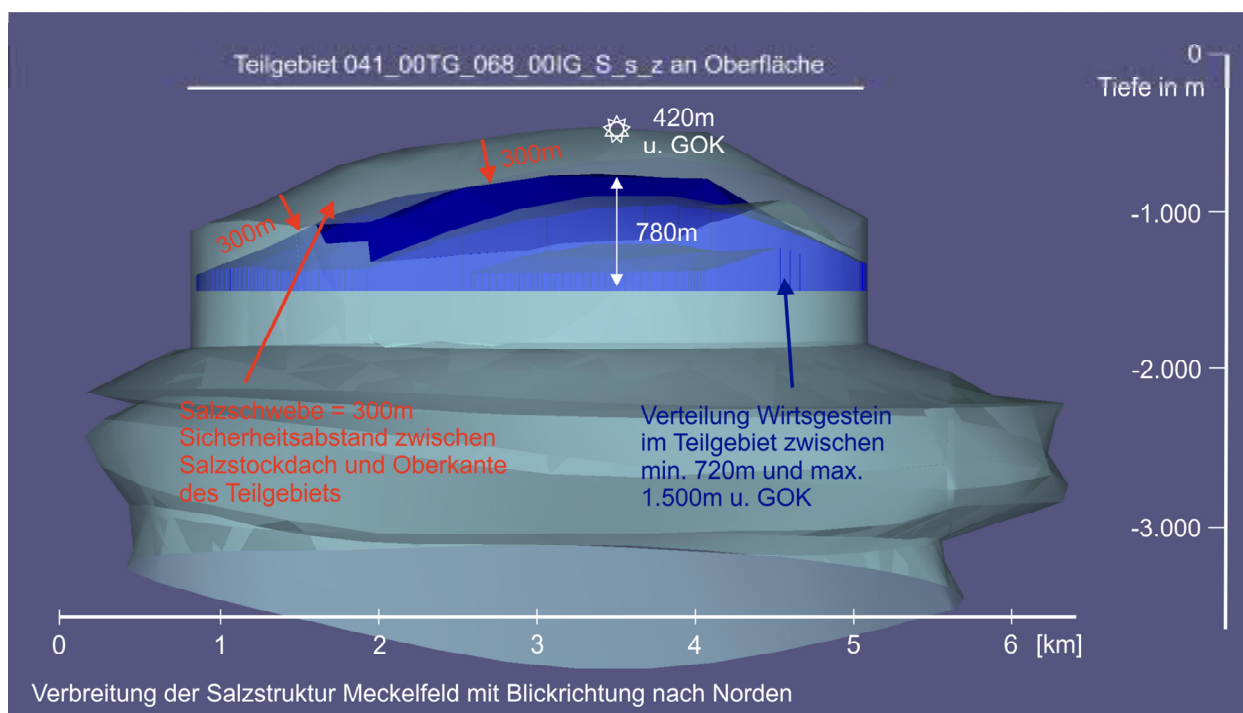 Teilgebiet 041_00TG_068_00IG_S_s_z an Oberfläche
0
Tiefe in m
420m
u. GOK
300m
300m
780m
-1.000
-2.000
-3.000
Salzschwebe = 300m
Sicherheitsabstand zwischen
Salzstockdach und Oberkante
des Teilgebiets
Verteilung Wirtsgestein
im Teilgebiet zwischen
min. 720m und max.
1.500m u. GOK
0 1 2 3 4 5 6 [km]
Verbreitung der Salzstruktur Meckelfeld mit Blickrichtung nach Norden